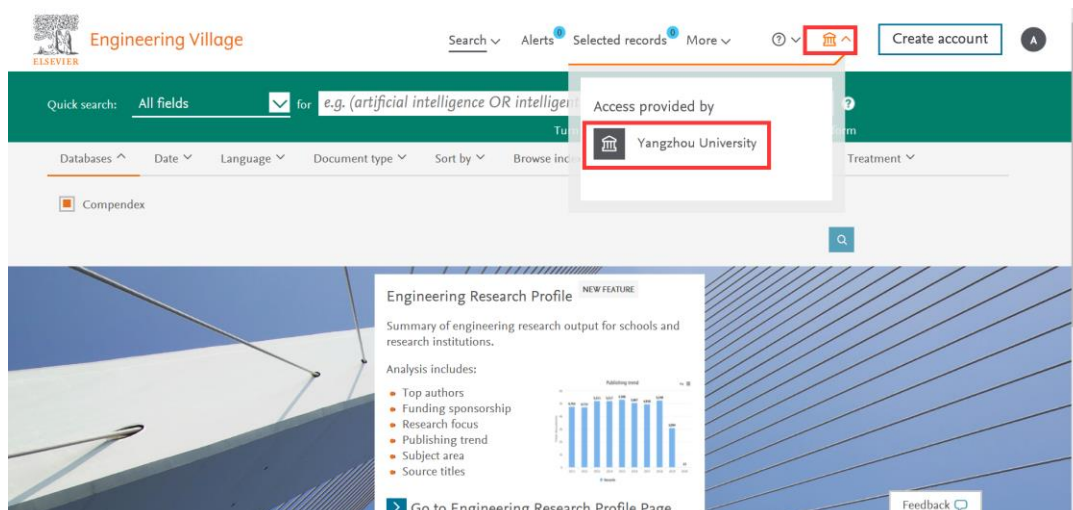 ELSEVIER
Engineering Village
Search
Alerts 0
Selected records 0
More
Create account
A
Quick search:
All fields
for
e.g. (artificial intelligence OR intelligen
Access provided by
Yangzhou University
Databases
Date
Language
Document type
Sort by
Browse inde
Treatment
Compendex
Engineering Research Profile
NEW FEATURE
Summary of engineering research output for schools and
research institutions.
Analysis includes:
Top authors
Funding sponsorship
Research focus
Publishing trend
Subject area
Source titles
Publishing trend
Go to Engineering Research Profile Page
Feedback